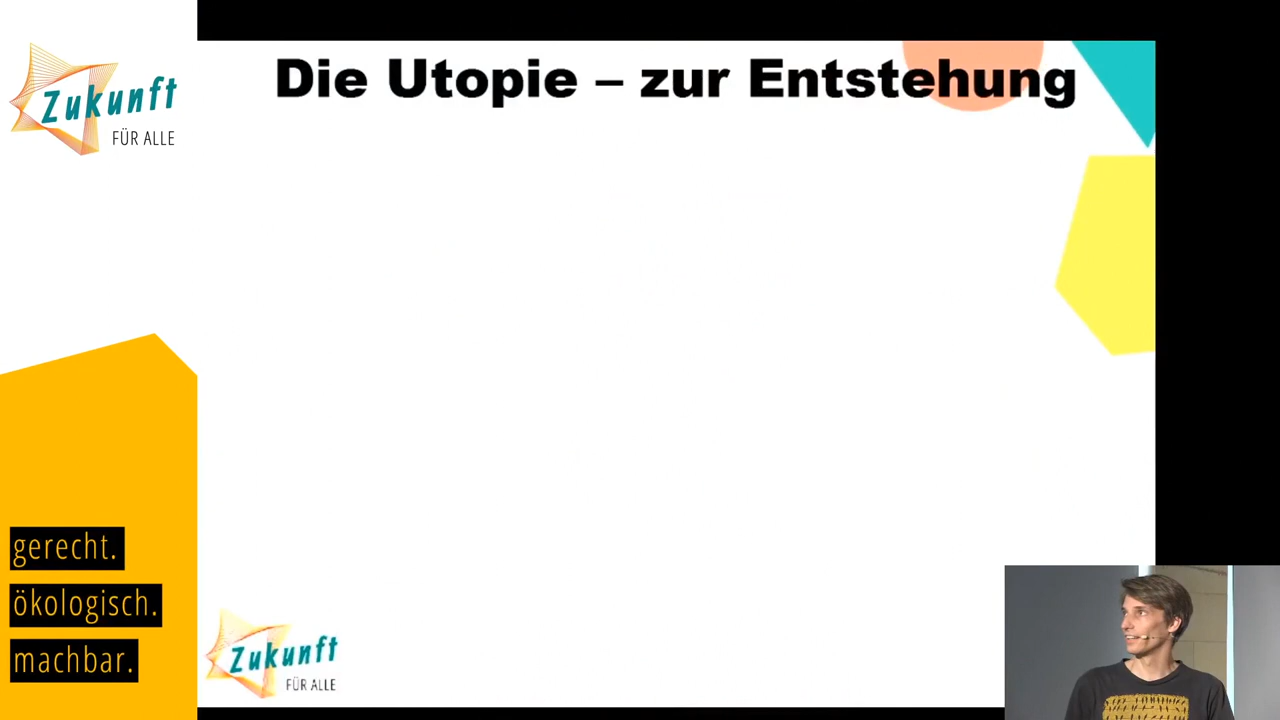 Zukunft
FÜR ALLE
Die Utopie – zur Entstehung
gerecht.
ökologisch.
machbar.
Zukunft
FÜR ALLE